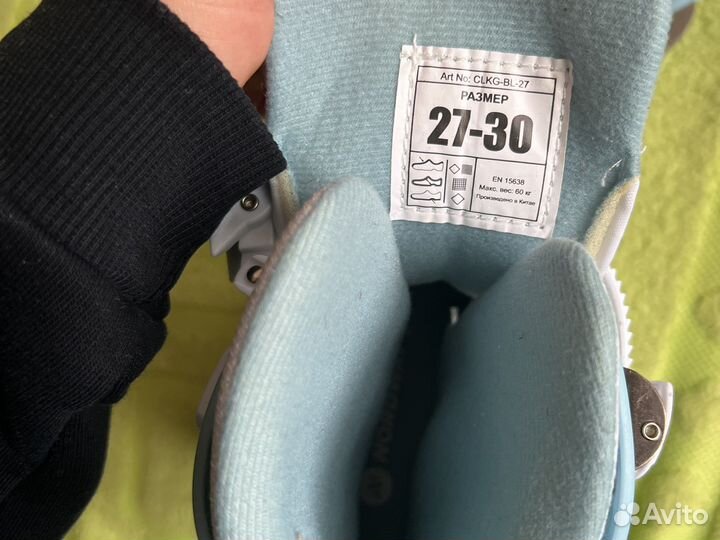 Art No: CLKG-BL-27
РАЗМЕР
27-30
EN 15638
Макс. вес: 60 кг
Произведено в Китае
Avito